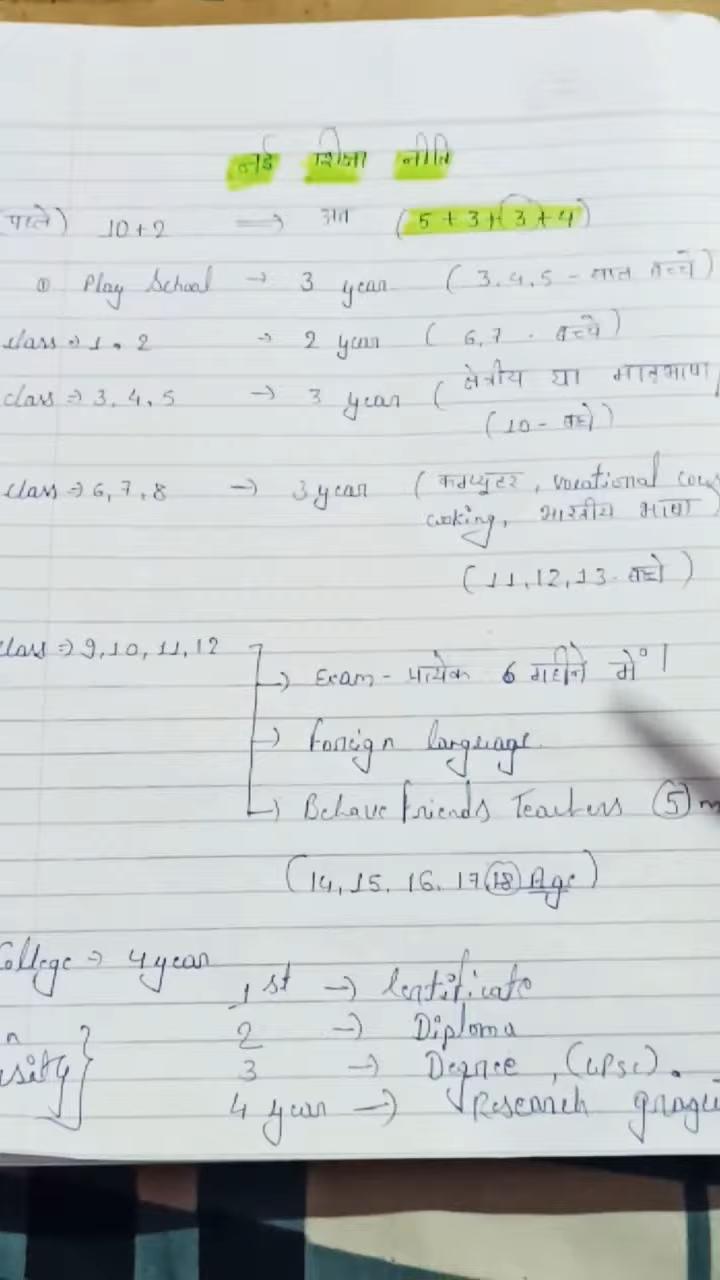 नई शिक्षा नीति
पहले) 10+2 ⟹ अब (5+3+(3+4)
① Play School → 3 year (3,4,5 - साल बच्चे)
class ⇒ 1, 2 → 2 year (6,7 - बच्चे)
class ⇒ 3, 4, 5 → 3 year (क्षेत्रीय या मातृभाषा
(10 - बच्चे)
class ⇒ 6, 7, 8 → 3 year (कम्प्युटर, vocational
cooking, भारतीय भाषा
(11, 12, 13 - बच्चे)
class ⇒ 9, 10, 11, 12
→ Exam - प्रत्येक 6 महीने में।
→ Foreign language
→ Behave Friends Teachers (5)
(14, 15, 16, 17 (18) Age)
College ⇒ 4 year
1st → Certificate
2 → Diploma
3 → Degree, (UPSC).
4 year → Research